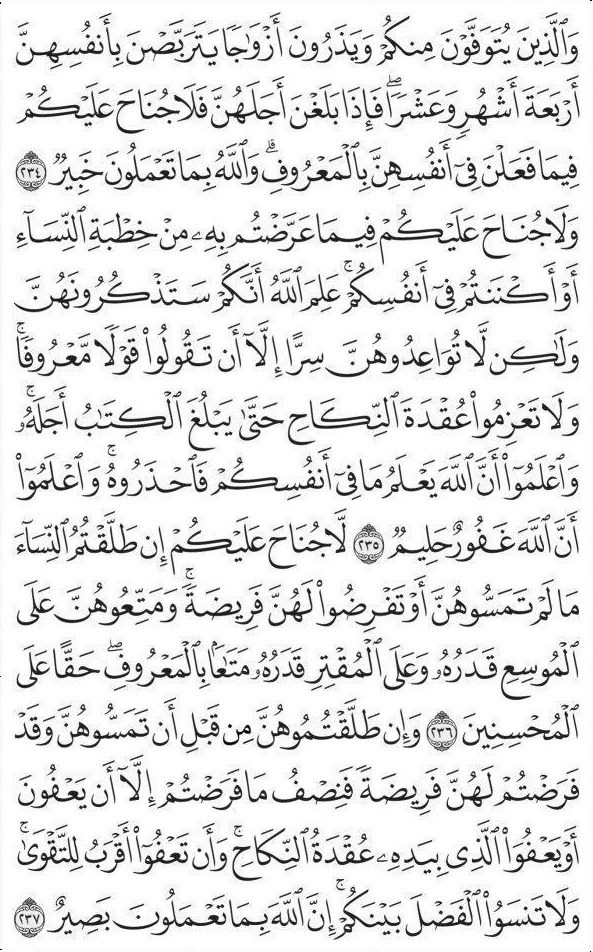 وَٱلَّذِينَ يُتَوَفَّوۡنَ مِنكُمۡ وَيَذَرُونَ أَزۡوَٰجٗا يَتَرَبَّصۡنَ بِأَنفُسِهِنَّ
أَرۡبَعَةَ أَشۡهُرٖ وَعَشۡرٗاۖ فَإِذَا بَلَغۡنَ أَجَلَهُنَّ فَلَا جُنَاحَ عَلَيۡكُمۡ
فِيمَا فَعَلۡنَ فِيٓ أَنفُسِهِنَّ بِٱلۡمَعۡرُوفِۗ وَٱللَّهُ بِمَا تَعۡمَلُونَ خَبِيرٞ ٢٣٤
وَلَا جُنَاحَ عَلَيۡكُمۡ فِيمَا عَرَّضۡتُم بِهِۦ مِنۡ خِطۡبَةِ ٱلنِّسَآءِ
أَوۡ أَكۡنَنتُمۡ فِيٓ أَنفُسِكُمۡۚ عَلِمَ ٱللَّهُ أَنَّكُمۡ سَتَذۡكُرُونَهُنَّ
وَلَٰكِن لَّا تُوَاعِدُوهُنَّ سِرًّا إِلَّآ أَن تَقُولُواْ قَوۡلٗا مَّعۡرُوفٗاۚ
وَلَا تَعۡزِمُواْ عُقۡدَةَ ٱلنِّكَاحِ حَتَّىٰ يَبۡلُغَ ٱلۡكِتَٰبُ أَجَلَهُۥۚ
وَٱعۡلَمُوٓاْ أَنَّ ٱللَّهَ يَعۡلَمُ مَا فِيٓ أَنفُسِكُمۡ فَٱحۡذَرُوهُۚ وَٱعۡلَمُوٓاْ
أَنَّ ٱللَّهَ غَفُورٌ حَلِيمٞ ٢٣٥ لَّا جُنَاحَ عَلَيۡكُمۡ إِن طَلَّقۡتُمُ ٱلنِّسَآءَ
مَا لَمۡ تَمَسُّوهُنَّ أَوۡ تَفۡرِضُواْ لَهُنَّ فَرِيضَةٗۚ وَمَتِّعُوهُنَّ عَلَى
ٱلۡمُوسِعِ قَدَرُهُۥ وَعَلَى ٱلۡمُقۡتِرِ قَدَرُهُۥ مَتَٰعَۢا بِٱلۡمَعۡرُوفِۖ حَقًّا عَلَى
ٱلۡمُحۡسِنِينَ ٢٣٦ وَإِن طَلَّقۡتُمُوهُنَّ مِن قَبۡلِ أَن تَمَسُّوهُنَّ وَقَدۡ
فَرَضۡتُمۡ لَهُنَّ فَرِيضَةٗ فَنِصۡفُ مَا فَرَضۡتُمۡ إِلَّآ أَن يَعۡفُونَ
أَوۡ يَعۡفُوَاْ ٱلَّذِي بِيَدِهِۦ عُقۡدَةُ ٱلنِّكَاحِۚ وَأَن تَعۡفُوٓاْ أَقۡرَبُ لِلتَّقۡوَىٰۚ
وَلَا تَنسَوُاْ ٱلۡفَضۡلَ بَيۡنَكُمۡۚ إِنَّ ٱللَّهَ بِمَا تَعۡمَلُونَ بَصِيرٌ ٢٣٧